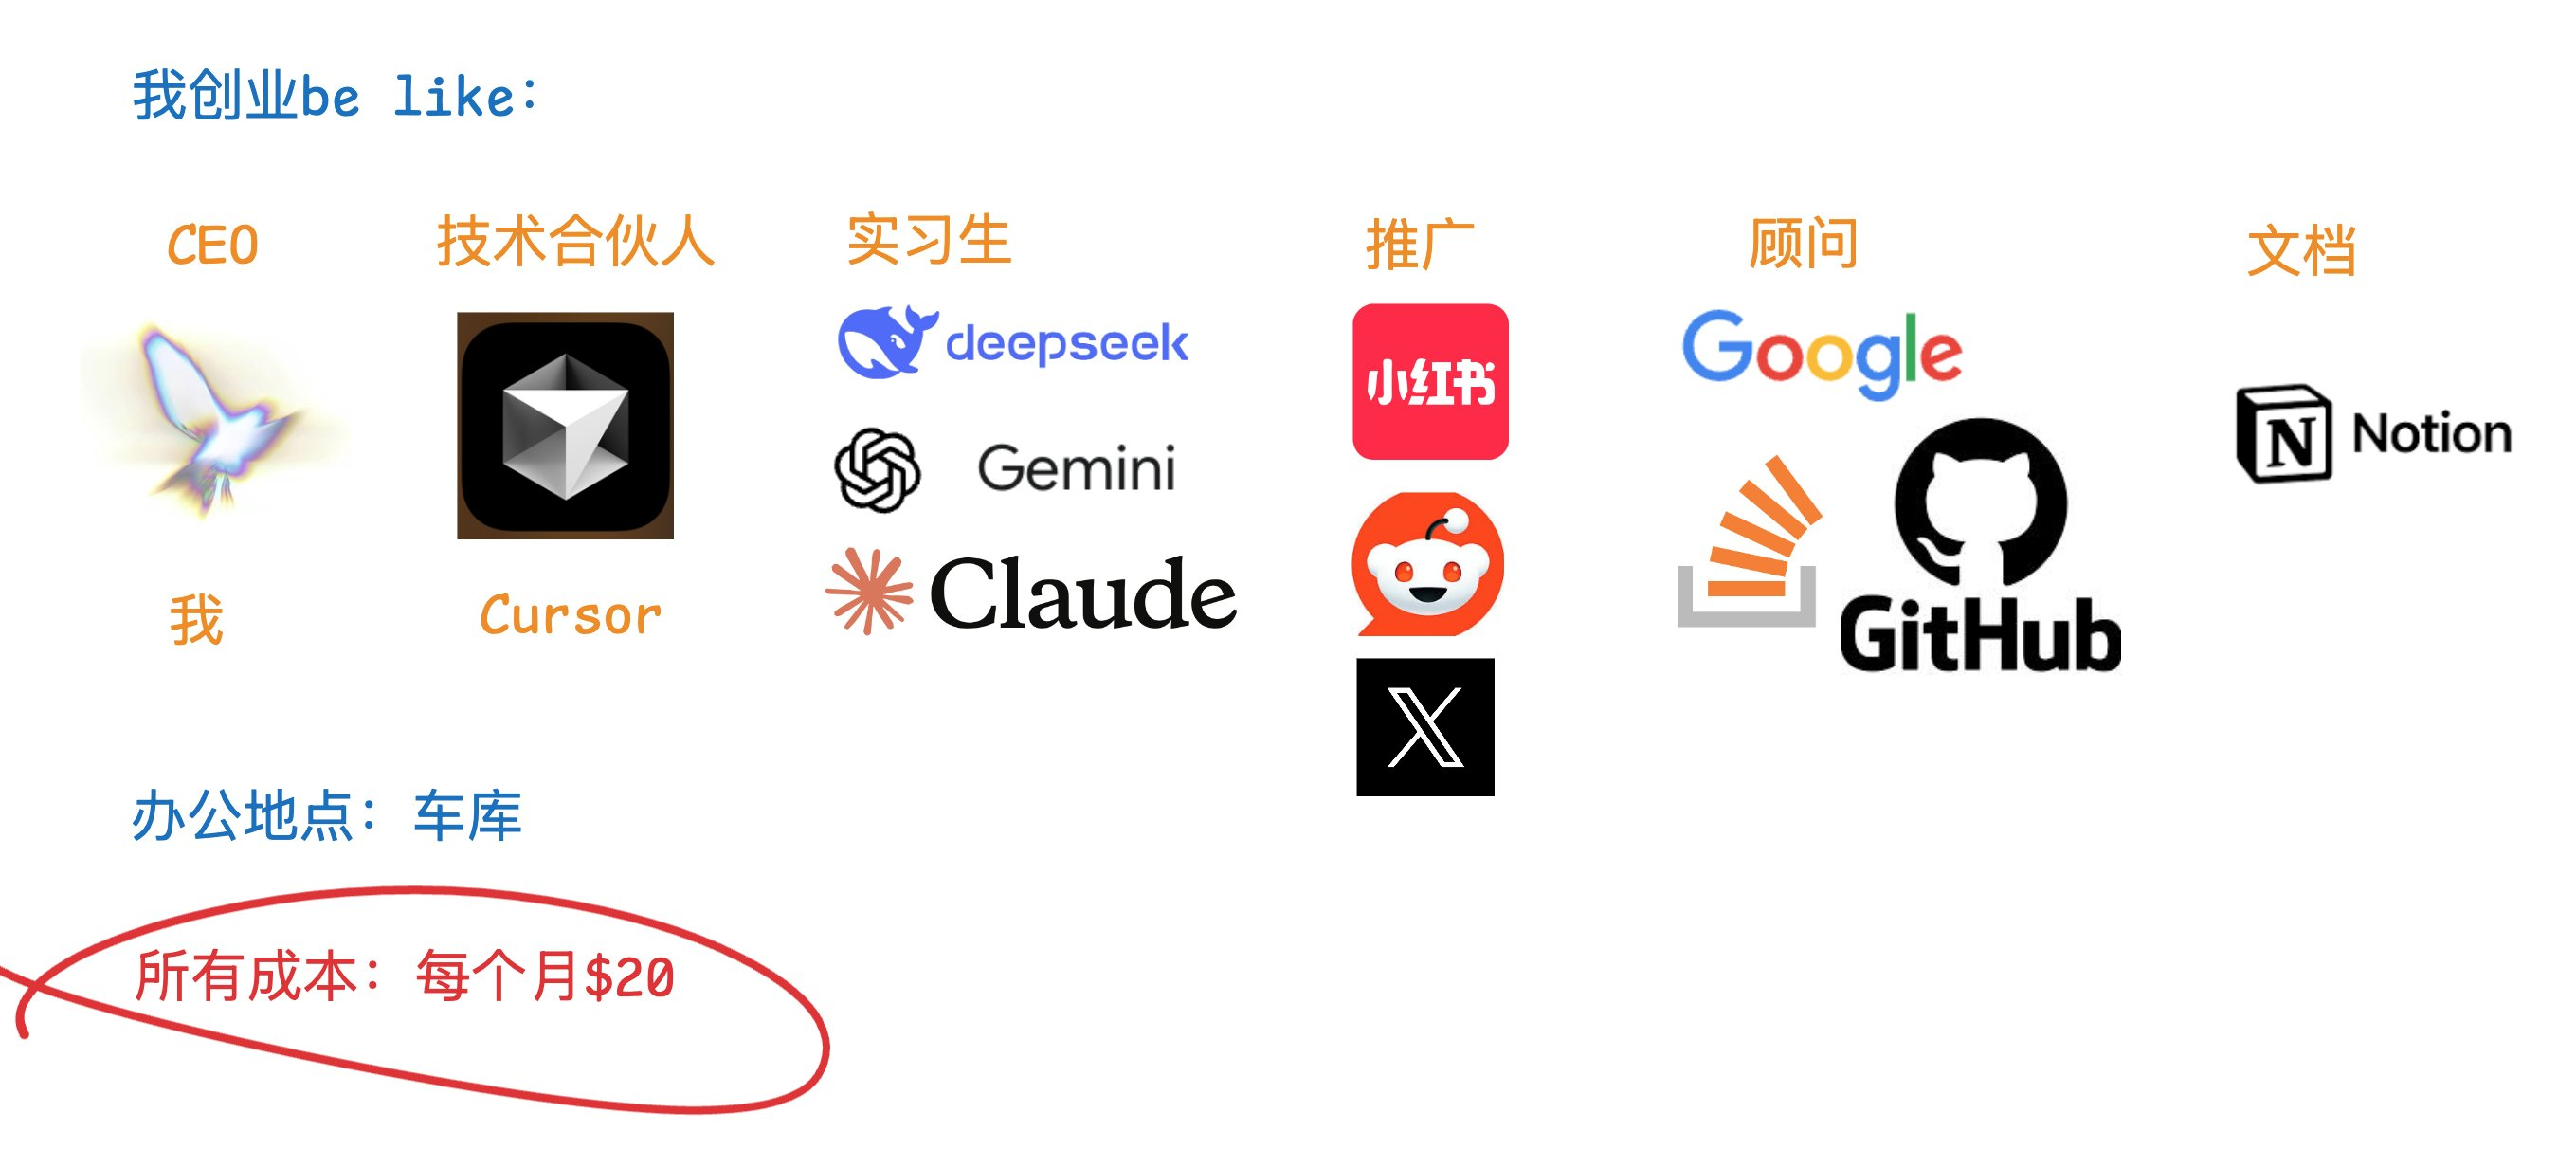 我创业be like:
CEO
技术合伙人
实习生
推广
顾问
文档
deepseek
小红书
Google
Gemini
N Notion
Claude
GitHub
我
Cursor
X
办公地点：车库
所有成本：每个月$20